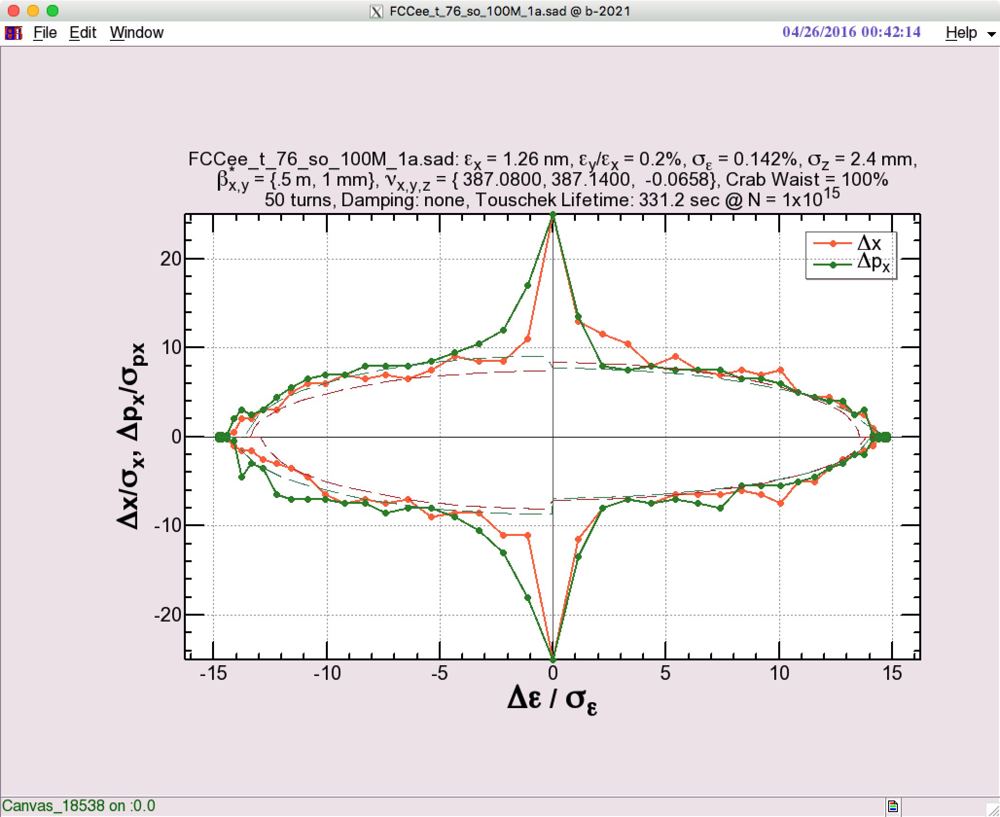 FCCee_t_76_so_100M_1a.sad @ b-2021
File Edit Window 04/26/2016 00:42:14 Help
FCCee_t_76_so_100M_1a.sad: εx = 1.26 nm, εy/εx = 0.2%, σε = 0.142%, σz = 2.4 mm,
β*x,y = {.5 m, 1 mm}, νx,y,z = { 387.0800, 387.1400, -0.0658}, Crab Waist = 100%
50 turns, Damping: none, Touschek Lifetime: 331.2 sec @ N = 1x10¹⁵
Δx
Δpx
20
10
0
-10
-20
Δx/σx, Δpx/σpx
-15 -10 -5 0 5 10 15
Δε / σε
Canvas_18538 on :0.0